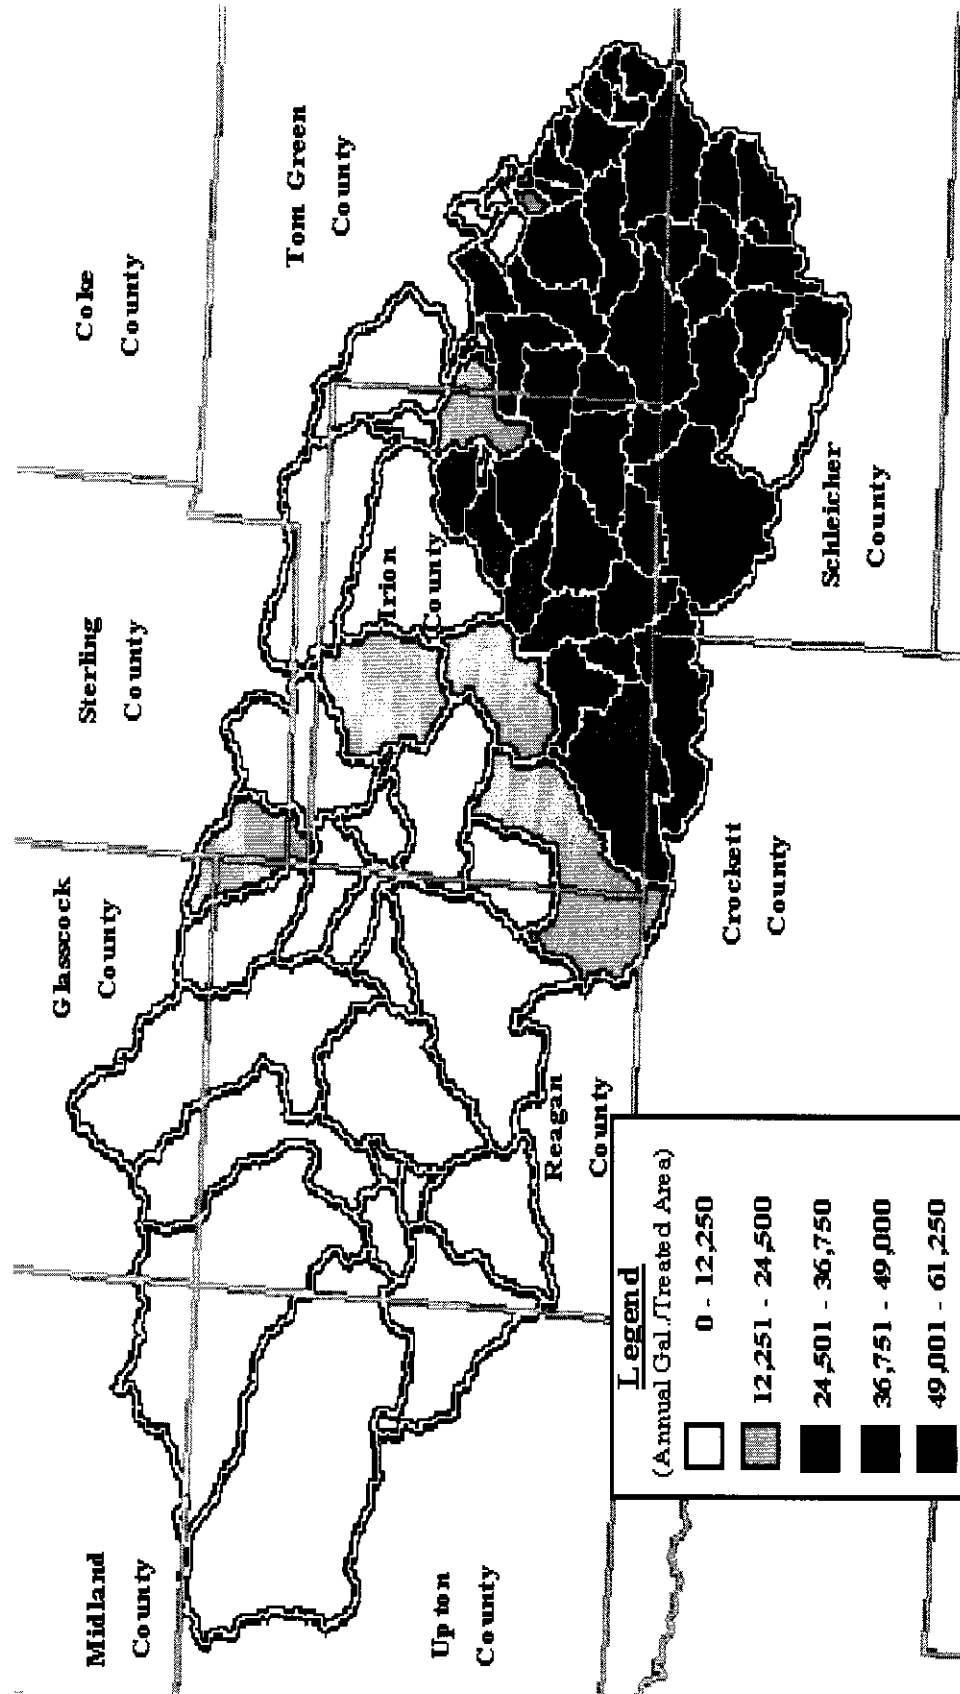 Midland
County
Glasscock
County
Sterling
County
Coke
County
Tom Green
County
Irion
County
Upton
County
Reagan
County
Crockett
County
Schleicher
County
Legend
(Annual Gal./Treated Area)
0 - 12,250
12,251 - 24,500
24,501 - 36,750
36,751 - 49,000
49,001 - 61,250